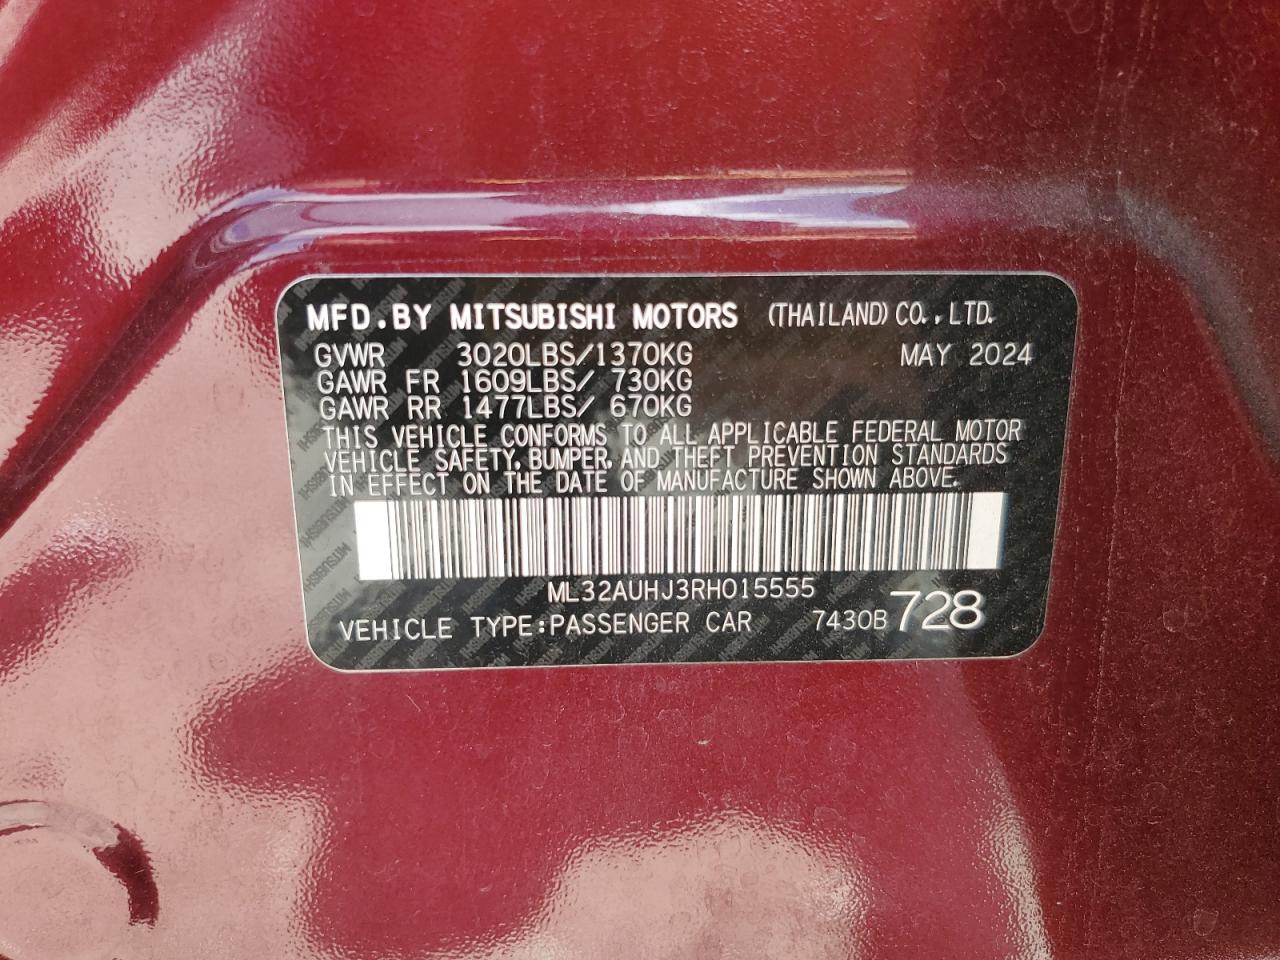 MFD.BY MITSUBISHI MOTORS (THAILAND) CO., LTD.
GVWR 3020LBS/1370KG MAY 2024
GAWR FR 1609LBS/ 730KG
GAWR RR 1477LBS/ 670KG
THIS VEHICLE CONFORMS TO ALL APPLICABLE FEDERAL MOTOR
VEHICLE SAFETY, BUMPER, AND THEFT PREVENTION STANDARDS
IN EFFECT ON THE DATE OF MANUFACTURE SHOWN ABOVE.
ML32AUHJ3RH015555
VEHICLE TYPE:PASSENGER CAR 7430B 728